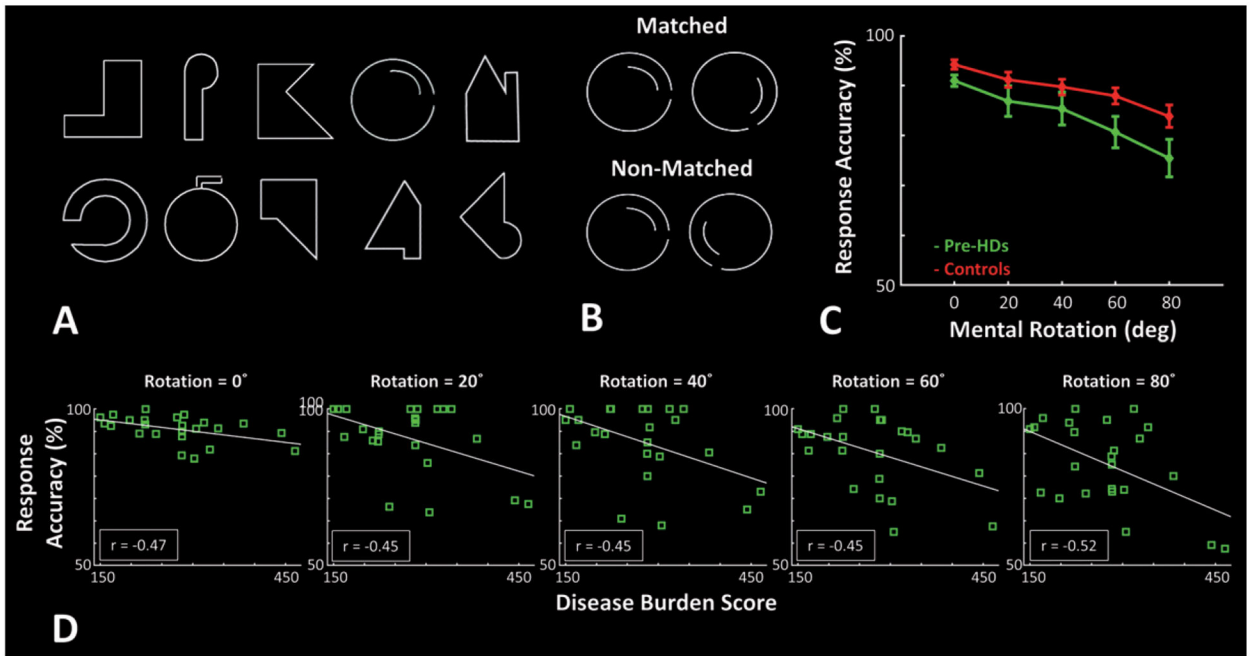 Matched
Non-Matched
A
B
100
Response Accuracy (%)
50
- Pre-HDs
- Controls
0 20 40 60 80
Mental Rotation (deg)
C
Rotation = 0˚
Rotation = 20˚
Rotation = 40˚
Rotation = 60˚
Rotation = 80˚
Response
Accuracy (%)
100
50
r = -0.47
150 450
100
100
50
r = -0.45
150 450
100
50
r = -0.45
150 450
100
50
r = -0.45
150 450
100
50
r = -0.52
150 450
Disease Burden Score
D